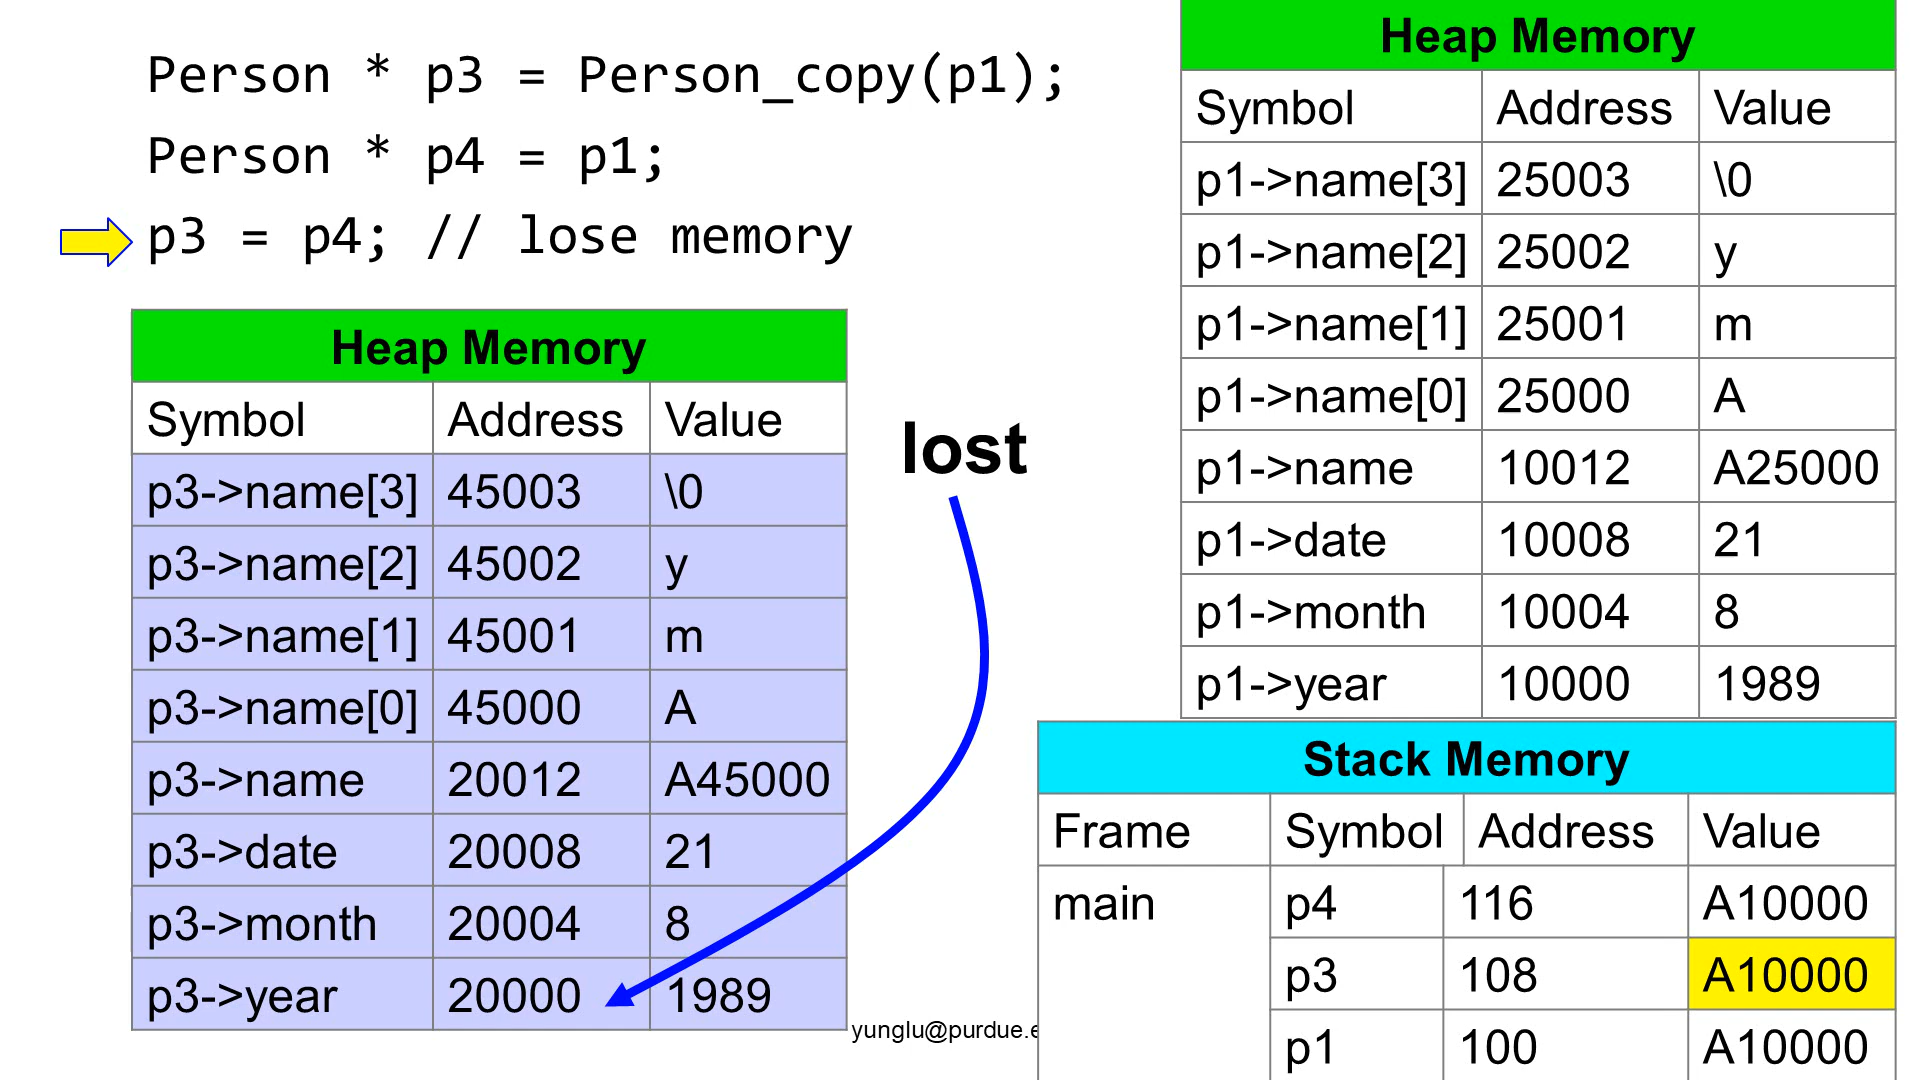 Person * p3 = Person_copy(p1);
Person * p4 = p1;
p3 = p4; // lose memory
Heap Memory
Symbol Address Value
p3->name[3] 45003 \0
p3->name[2] 45002 y
p3->name[1] 45001 m
p3->name[0] 45000 A
p3->name 20012 A45000
p3->date 20008 21
p3->month 20004 8
p3->year 20000 1989
lost
yunglu@purdue.e
Heap Memory
Symbol Address Value
p1->name[3] 25003 \0
p1->name[2] 25002 y
p1->name[1] 25001 m
p1->name[0] 25000 A
p1->name 10012 A25000
p1->date 10008 21
p1->month 10004 8
p1->year 10000 1989
Stack Memory
Frame Symbol Address Value
main p4 116 A10000
p3 108 A10000
p1 100 A10000